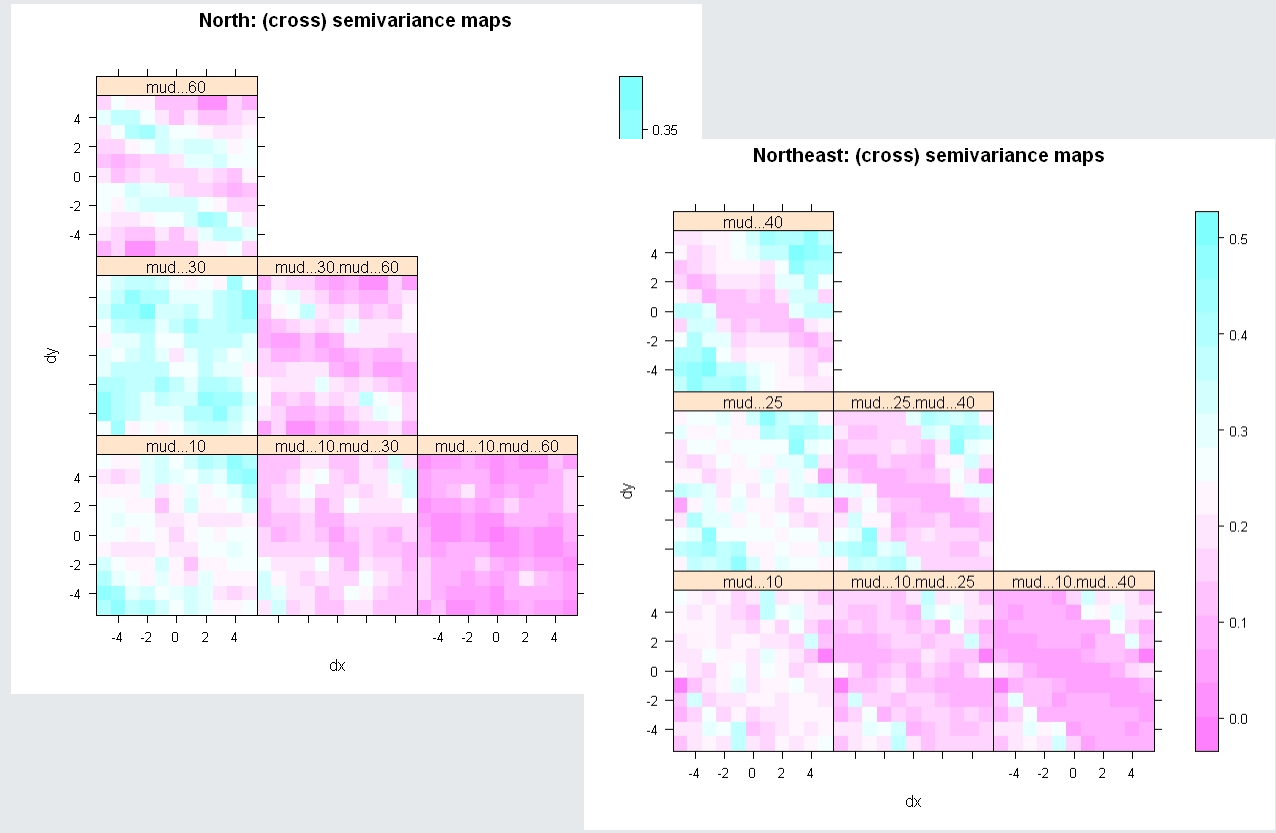 North: (cross) semivariance maps
mud...60
4
2
0
-2
-4
mud...30
mud...30.mud...60
dy
mud...10
mud...10.mud...30
mud...10.mud...60
4
2
0
-2
-4
-4 -2 0 2 4
-4 -2 0 2 4
dx
0.35
Northeast: (cross) semivariance maps
mud...40
4
2
0
-2
-4
mud...25
mud...25.mud...40
dy
mud...10
mud...10.mud...25
mud...10.mud...40
4
2
0
-2
-4
-4 -2 0 2 4
-4 -2 0 2 4
dx
0.5
0.4
0.3
0.2
0.1
0.0